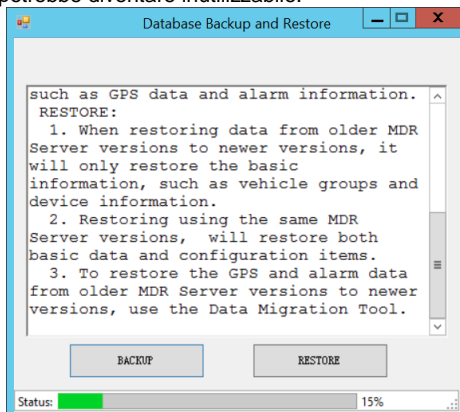 potrebbe diventare inutilizzabile.
Database Backup and Restore
such as GPS data and alarm information.
RESTORE:
1. When restoring data from older MDR
Server versions to newer versions, it
will only restore the basic
information, such as vehicle groups and
device information.
2. Restoring using the same MDR
Server versions, will restore both
basic data and configuration items.
3. To restore the GPS and alarm data
from older MDR Server versions to newer
versions, use the Data Migration Tool.
BACKUP RESTORE
Status: 15%